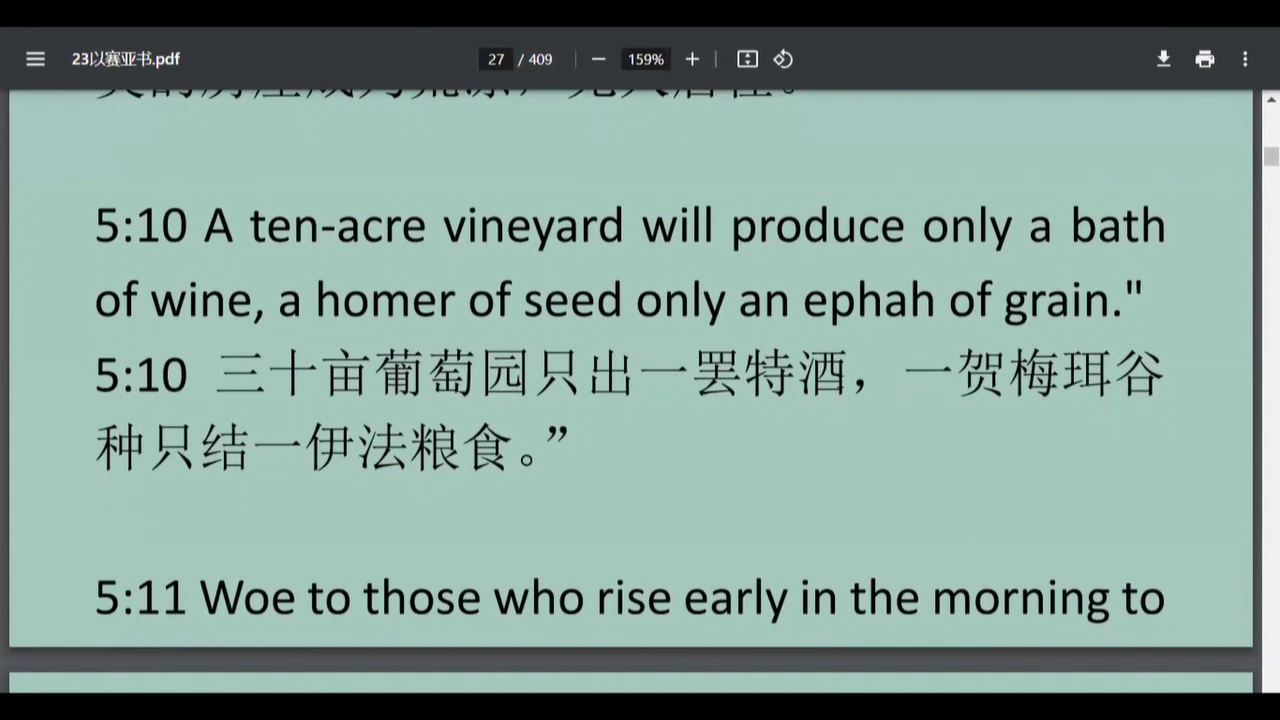 23以赛亚书.pdf
27 / 409
159%
5:10 A ten-acre vineyard will produce only a bath
of wine, a homer of seed only an ephah of grain."
5:10 三十亩葡萄园只出一罢特酒，一贺梅珥谷
种只结一伊法粮食。”
5:11 Woe to those who rise early in the morning to